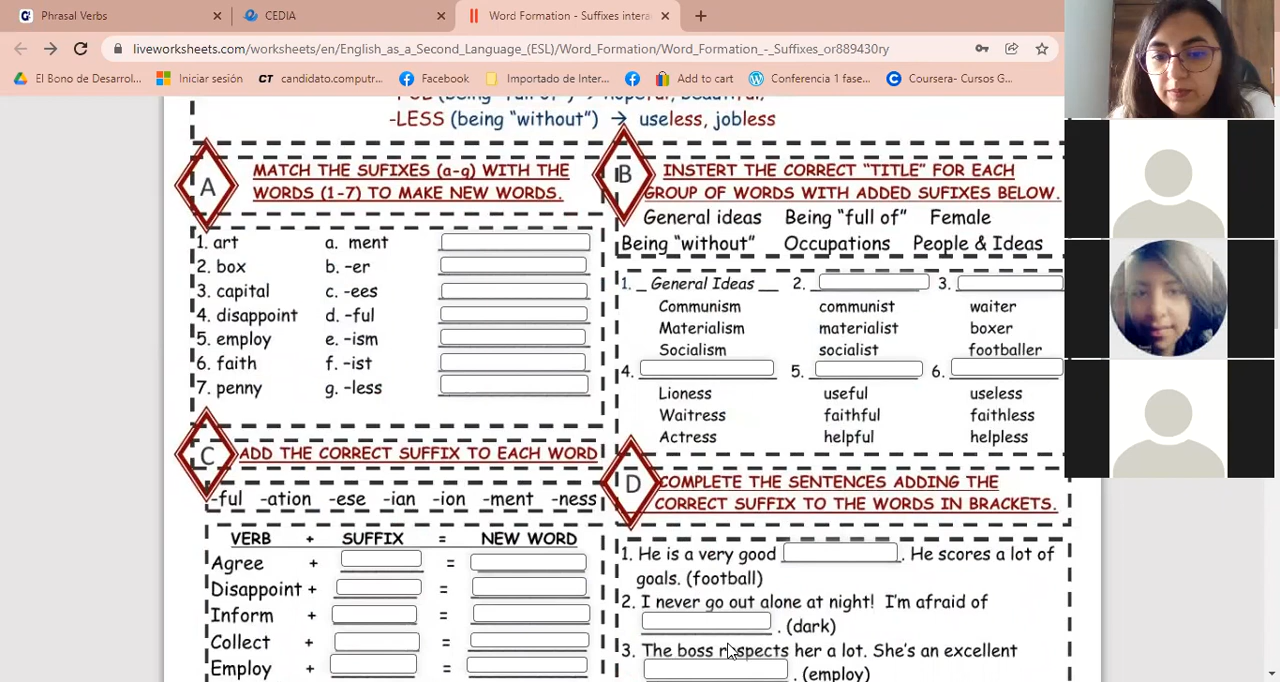 Phrasal Verbs
CEDIA
Word Formation - Suffixes intera
liveworksheets.com/worksheets/en/English_as_a_Second_Language_(ESL)/Word_Formation/Word_Formation_-_Suffixes_or889430ry
El Bono de Desarrol...
Iniciar sesión
CT candidato.computr...
Facebook
Importado de Inter...
Add to cart
Conferencia 1 fase...
Coursera- Cursos G...
-FUL (being "full of") → hopeful, beautiful,
-LESS (being "without") → useless, jobless
A
MATCH THE SUFIXES (a-g) WITH THE
WORDS (1-7) TO MAKE NEW WORDS.
1. art a. ment
2. box b. -er
3. capital c. -ees
4. disappoint d. -ful
5. employ e. -ism
6. faith f. -ist
7. penny g. -less
B
INSTERT THE CORRECT "TITLE" FOR EACH
GROUP OF WORDS WITH ADDED SUFIXES BELOW.
General ideas Being "full of" Female
Being "without" Occupations People & Ideas
1. _ General Ideas __ 2. 3.
Communism communist waiter
Materialism materialist boxer
Socialism socialist footballer
4. 5. 6.
Lioness useful useless
Waitress faithful faithless
Actress helpful helpless
C
ADD THE CORRECT SUFFIX TO EACH WORD
-ful -ation -ese -ian -ion -ment -ness
VERB + SUFFIX = NEW WORD
Agree + =
Disappoint + =
Inform + =
Collect + =
Employ + =
D
COMPLETE THE SENTENCES ADDING THE
CORRECT SUFFIX TO THE WORDS IN BRACKETS.
1. He is a very good . He scores a lot of
goals. (football)
2. I never go out alone at night! I'm afraid of
. (dark)
3. The boss respects her a lot. She's an excellent
. (employ)